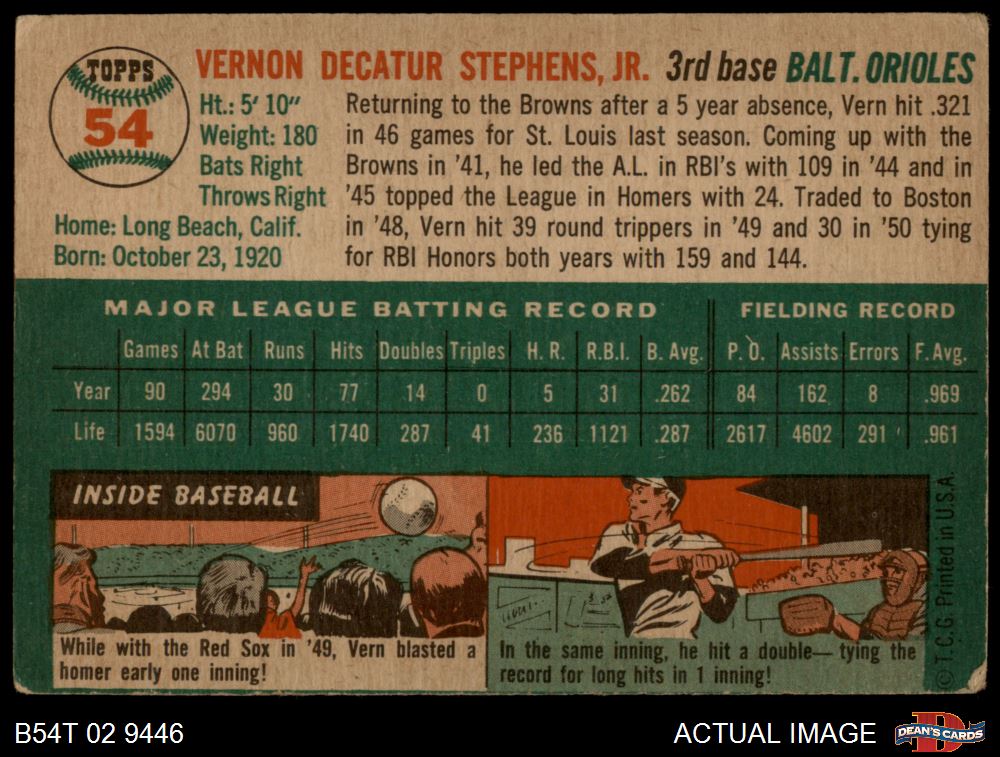 TOPPS
54
VERNON DECATUR STEPHENS, JR. 3rd base BALT. ORIOLES
Ht.: 5' 10"
Weight: 180
Bats Right
Throws Right
Home: Long Beach, Calif.
Born: October 23, 1920
Returning to the Browns after a 5 year absence, Vern hit .321
in 46 games for St. Louis last season. Coming up with the
Browns in '41, he led the A.L. in RBI's with 109 in '44 and in
'45 topped the League in Homers with 24. Traded to Boston
in '48, Vern hit 39 round trippers in '49 and 30 in '50 tying
for RBI Honors both years with 159 and 144.
MAJOR LEAGUE BATTING RECORD FIELDING RECORD
Games At Bat Runs Hits Doubles Triples H. R. R.B.I. B. Avg. P. O. Assists Errors F. Avg.
Year 90 294 30 77 14 0 5 31 .262 84 162 8 .969
Life 1594 6070 960 1740 287 41 236 1121 .287 2617 4602 291 .961
INSIDE BASEBALL
While with the Red Sox in '49, Vern blasted a
homer early one inning!
In the same inning, he hit a double— tying the
record for long hits in 1 inning!
© T. C. G. Printed in U.S.A.
B54T 02 9446
ACTUAL IMAGE
D
DEAN'S CARDS